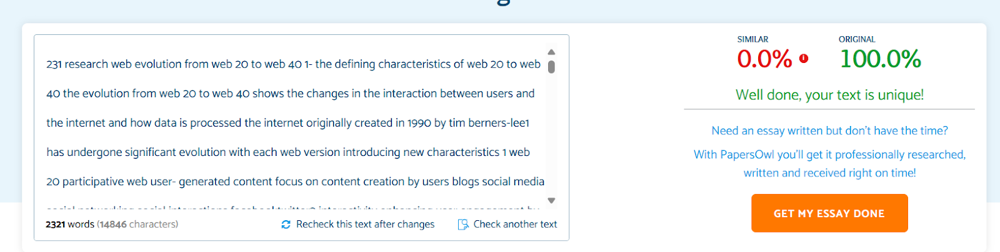 231 research web evolution from web 20 to web 40 1- the defining characteristics of web 20 to web
40 the evolution from web 20 to web 40 shows the changes in the interaction between users and
the internet and how data is processed the internet originally created in 1990 by tim berners-lee1
has undergone significant evolution with each web version introducing new characteristics 1 web
20 participative web user- generated content focus on content creation by users blogs social media
2321 words (14846 characters)
Recheck this text after changes
Check another text
SIMILAR
0.0%
ORIGINAL
100.0%
Well done, your text is unique!
Need an essay written but don't have the time?
With PapersOwl you'll get it professionally researched,
written and received right on time!
GET MY ESSAY DONE